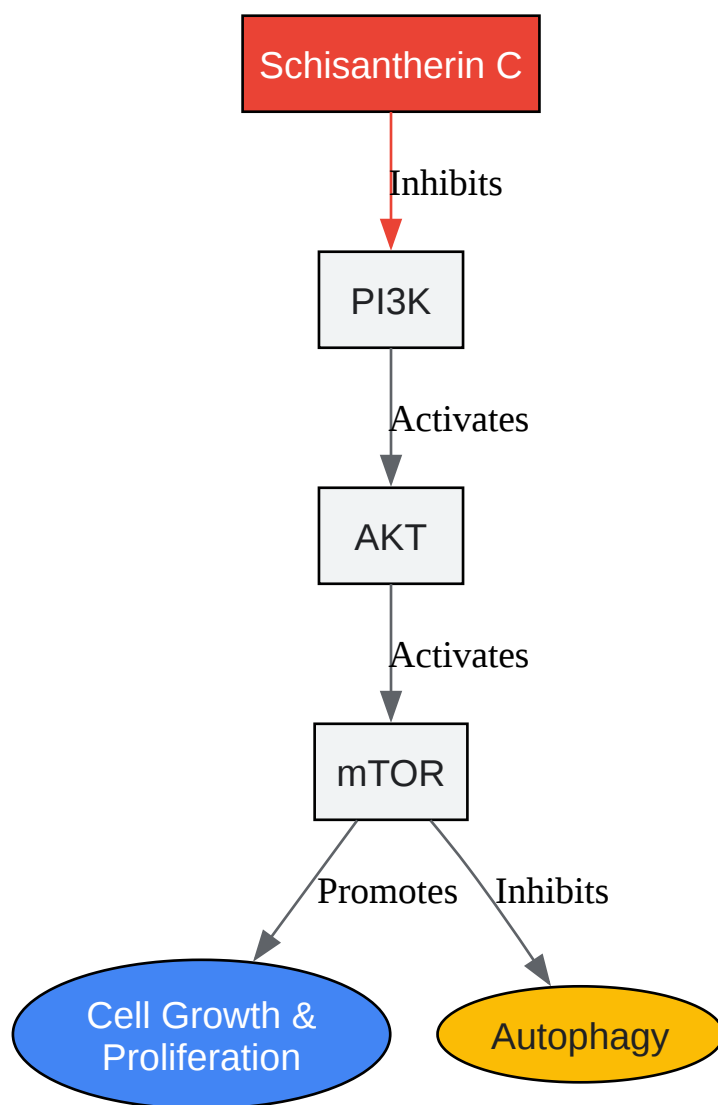 Schisantherin C
Inhibits
PI3K
Activates
AKT
Activates
mTOR
Promotes
Inhibits
Cell Growth &
Proliferation
Autophagy